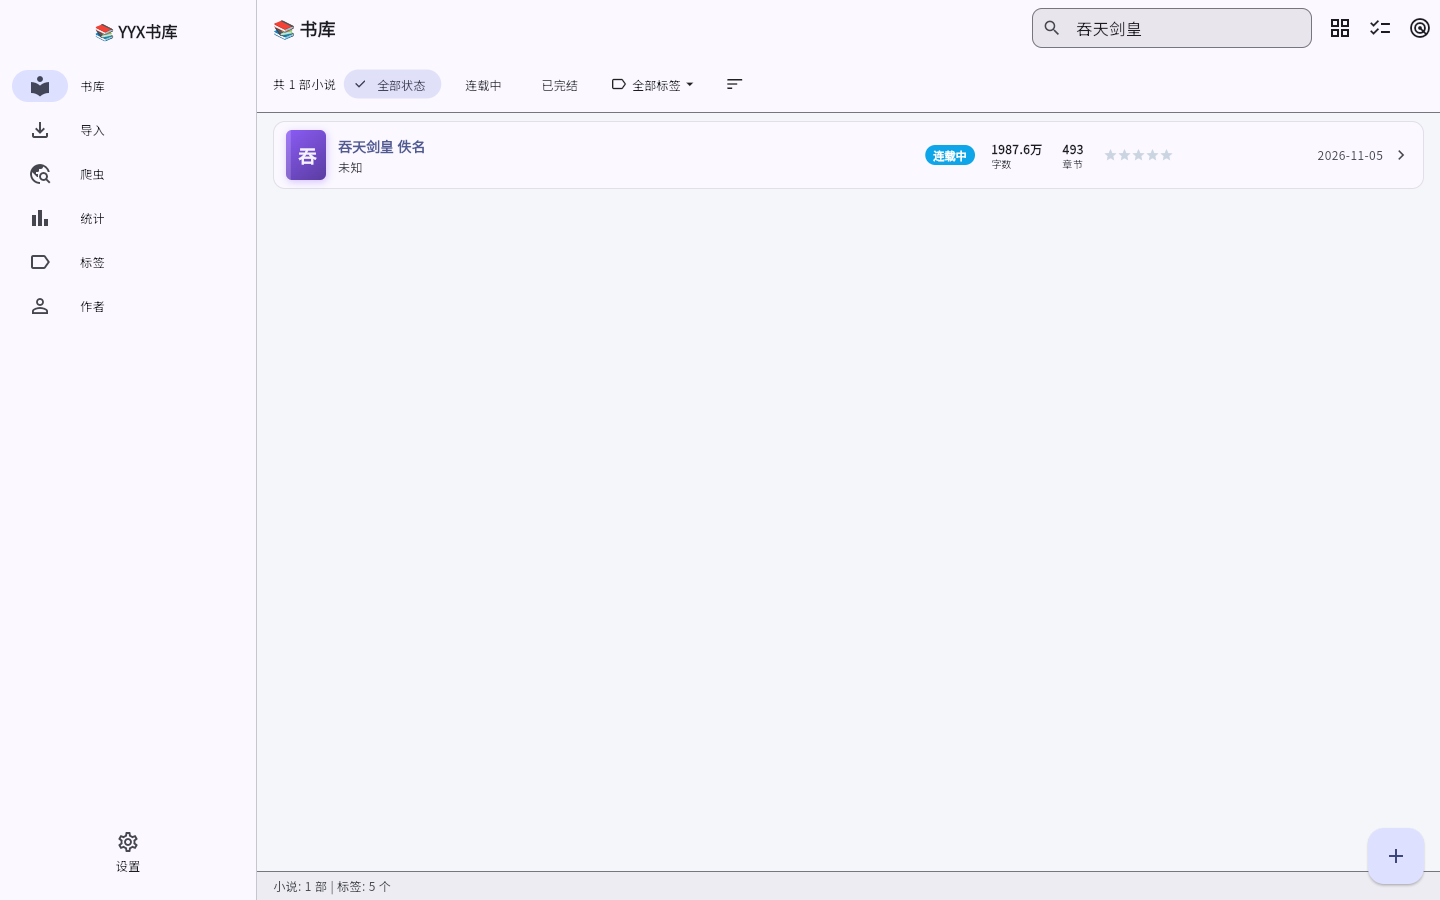 YYX书库
书库
导入
爬虫
统计
标签
作者
设置
书库
吞天剑皇
共 1 部小说
全部状态
连载中
已完结
全部标签
吞
吞天剑皇 佚名
未知
连载中
1987.6万
字数
493
章节
2026-11-05
小说: 1 部 | 标签: 5 个